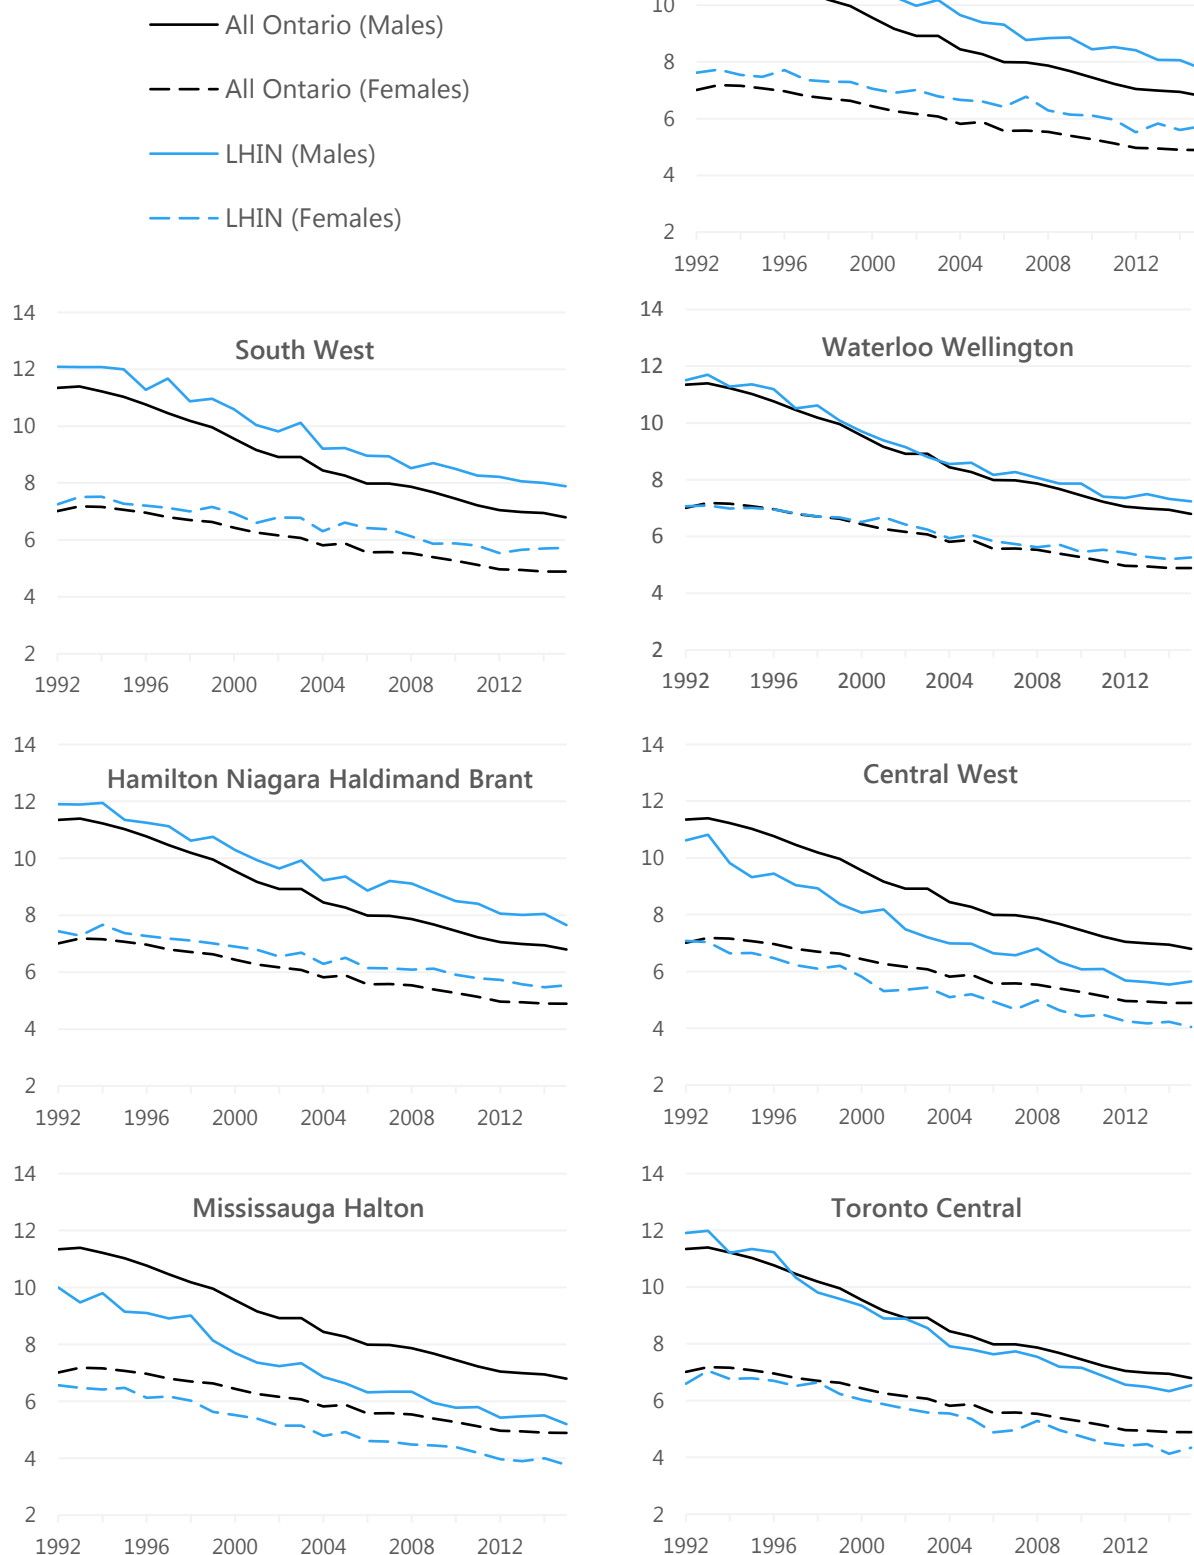 All Ontario (Males)
All Ontario (Females)
LHIN (Males)
LHIN (Females)
10
8
6
4
2
1992 1996 2000 2004 2008 2012
South West
14
12
10
8
6
4
2
1992 1996 2000 2004 2008 2012
Waterloo Wellington
14
12
10
8
6
4
2
1992 1996 2000 2004 2008 2012
Hamilton Niagara Haldimand Brant
14
12
10
8
6
4
2
1992 1996 2000 2004 2008 2012
Central West
14
12
10
8
6
4
2
1992 1996 2000 2004 2008 2012
Mississauga Halton
14
12
10
8
6
4
2
1992 1996 2000 2004 2008 2012
Toronto Central
14
12
10
8
6
4
2
1992 1996 2000 2004 2008 2012